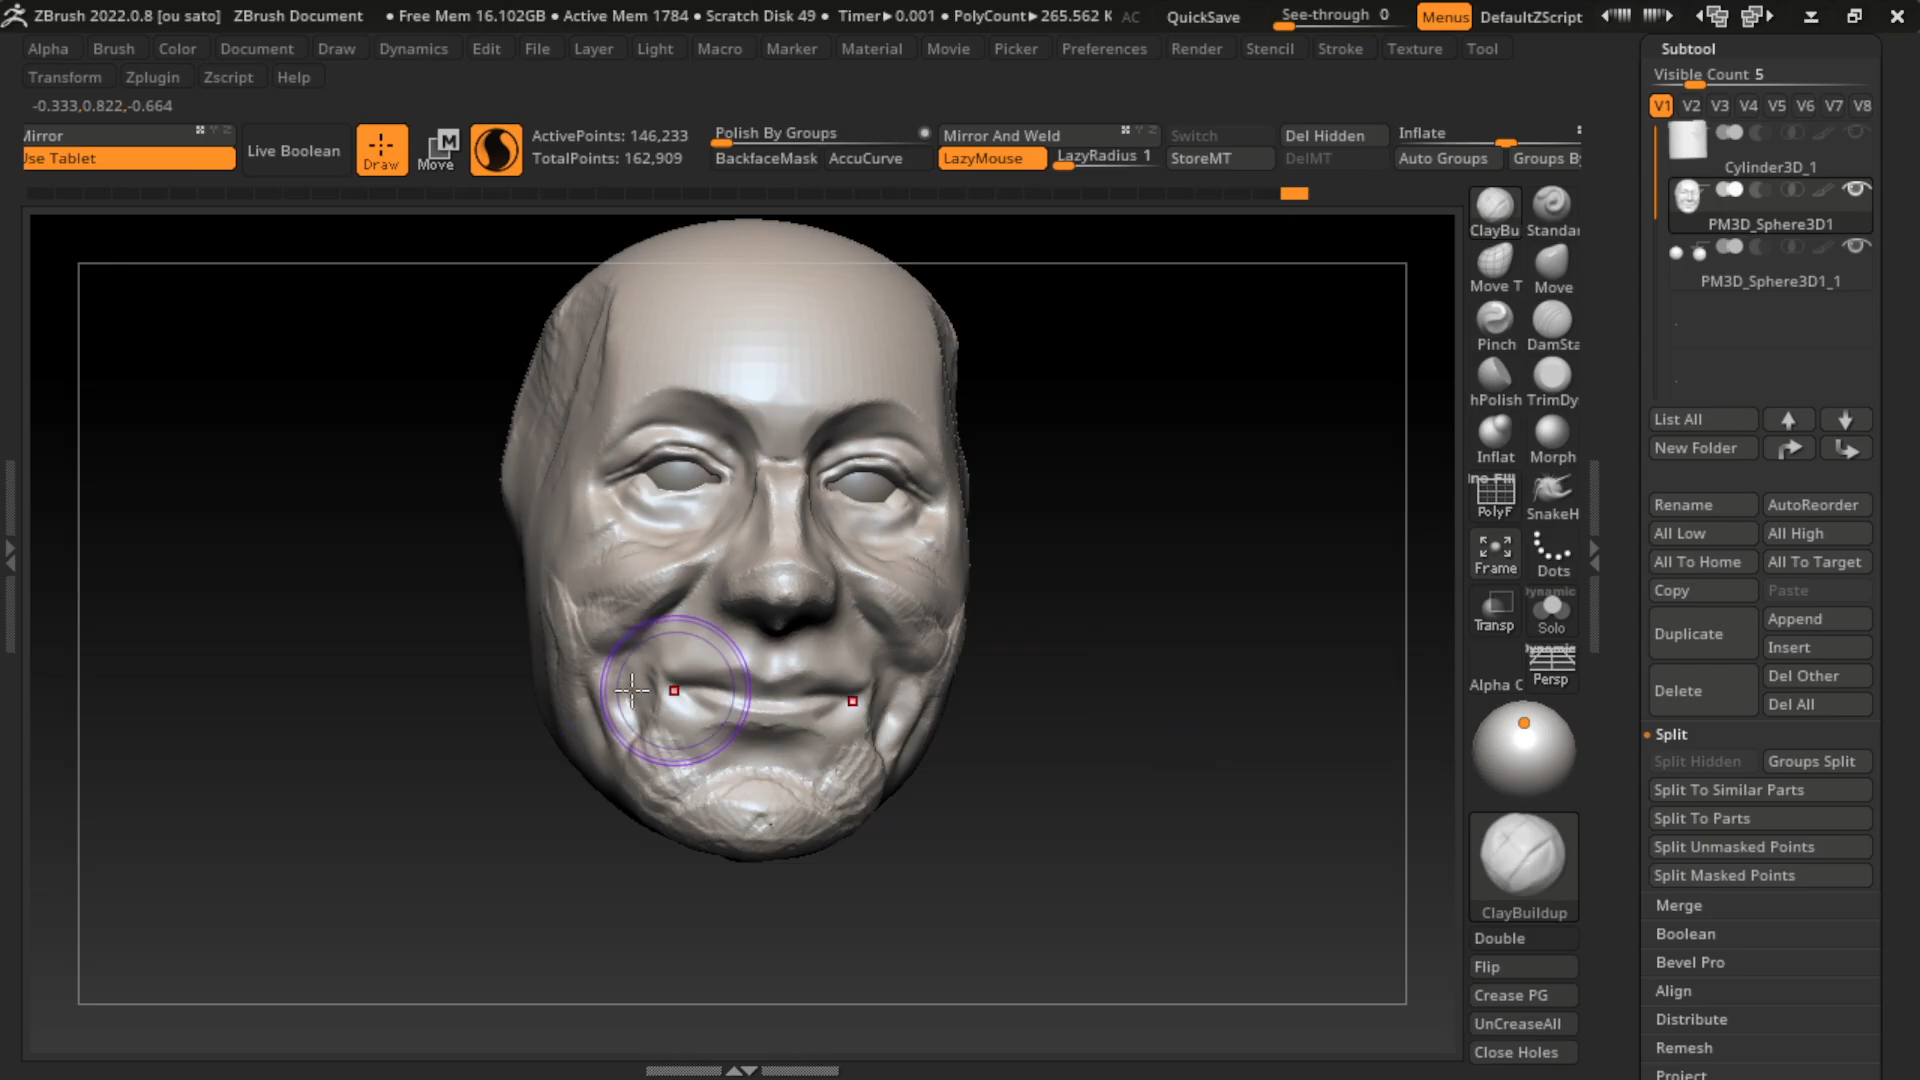 ZBrush 2022.0.8 [ou sato] ZBrush Document • Free Mem 16.102GB • Active Mem 1784 • Scratch Disk 49 • Timer▶0.001 • PolyCount▶265.562 K AC QuickSave See-through 0 Menus DefaultZScript
Alpha Brush Color Document Draw Dynamics Edit File Layer Light Macro Marker Material Movie Picker Preferences Render Stencil Stroke Texture Tool
Transform Zplugin Zscript Help
-0.333,0.822,-0.664
Mirror
Use Tablet
Live Boolean
Draw
Move
ActivePoints: 146,233
TotalPoints: 162,909
Polish By Groups
BackfaceMask AccuCurve
Mirror And Weld
LazyMouse LazyRadius 1
Switch
StoreMT
Del Hidden
DelMT
Inflate
Auto Groups Groups By
ClayBu Standar
Move T Move
Pinch DamSta
hPolish TrimDy
Inflat Morph
PolyF SnakeH
Frame Dots
Dynamic
Transp Solo
Dynamic
Persp
Alpha C
ClayBuildup
Double
Flip
Crease PG
UnCreaseAll
Close Holes
Subtool
Visible Count 5
V1 V2 V3 V4 V5 V6 V7 V8
Cylinder3D_1
PM3D_Sphere3D1
PM3D_Sphere3D1_1
List All
New Folder
Rename AutoReorder
All Low All High
All To Home All To Target
Copy Paste
Duplicate Append
Insert
Delete Del Other
Del All
Split
Split Hidden Groups Split
Split To Similar Parts
Split To Parts
Split Unmasked Points
Split Masked Points
Merge
Boolean
Bevel Pro
Align
Distribute
Remesh
Project